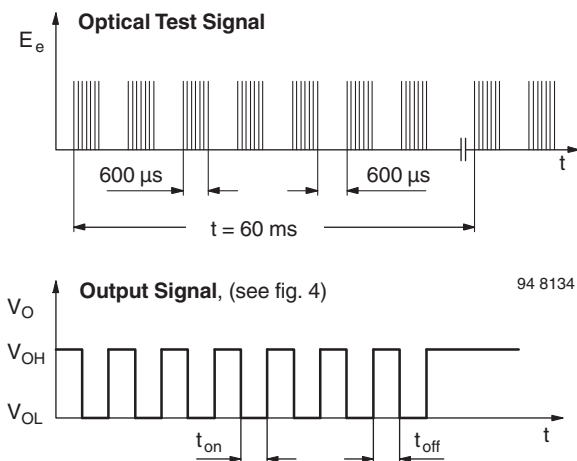 Optical Test Signal
E_e
t
600 µs
600 µs
t = 60 ms
Output Signal, (see fig. 4)
94 8134
V_O
V_OH
V_OL
t_on
t_off
t